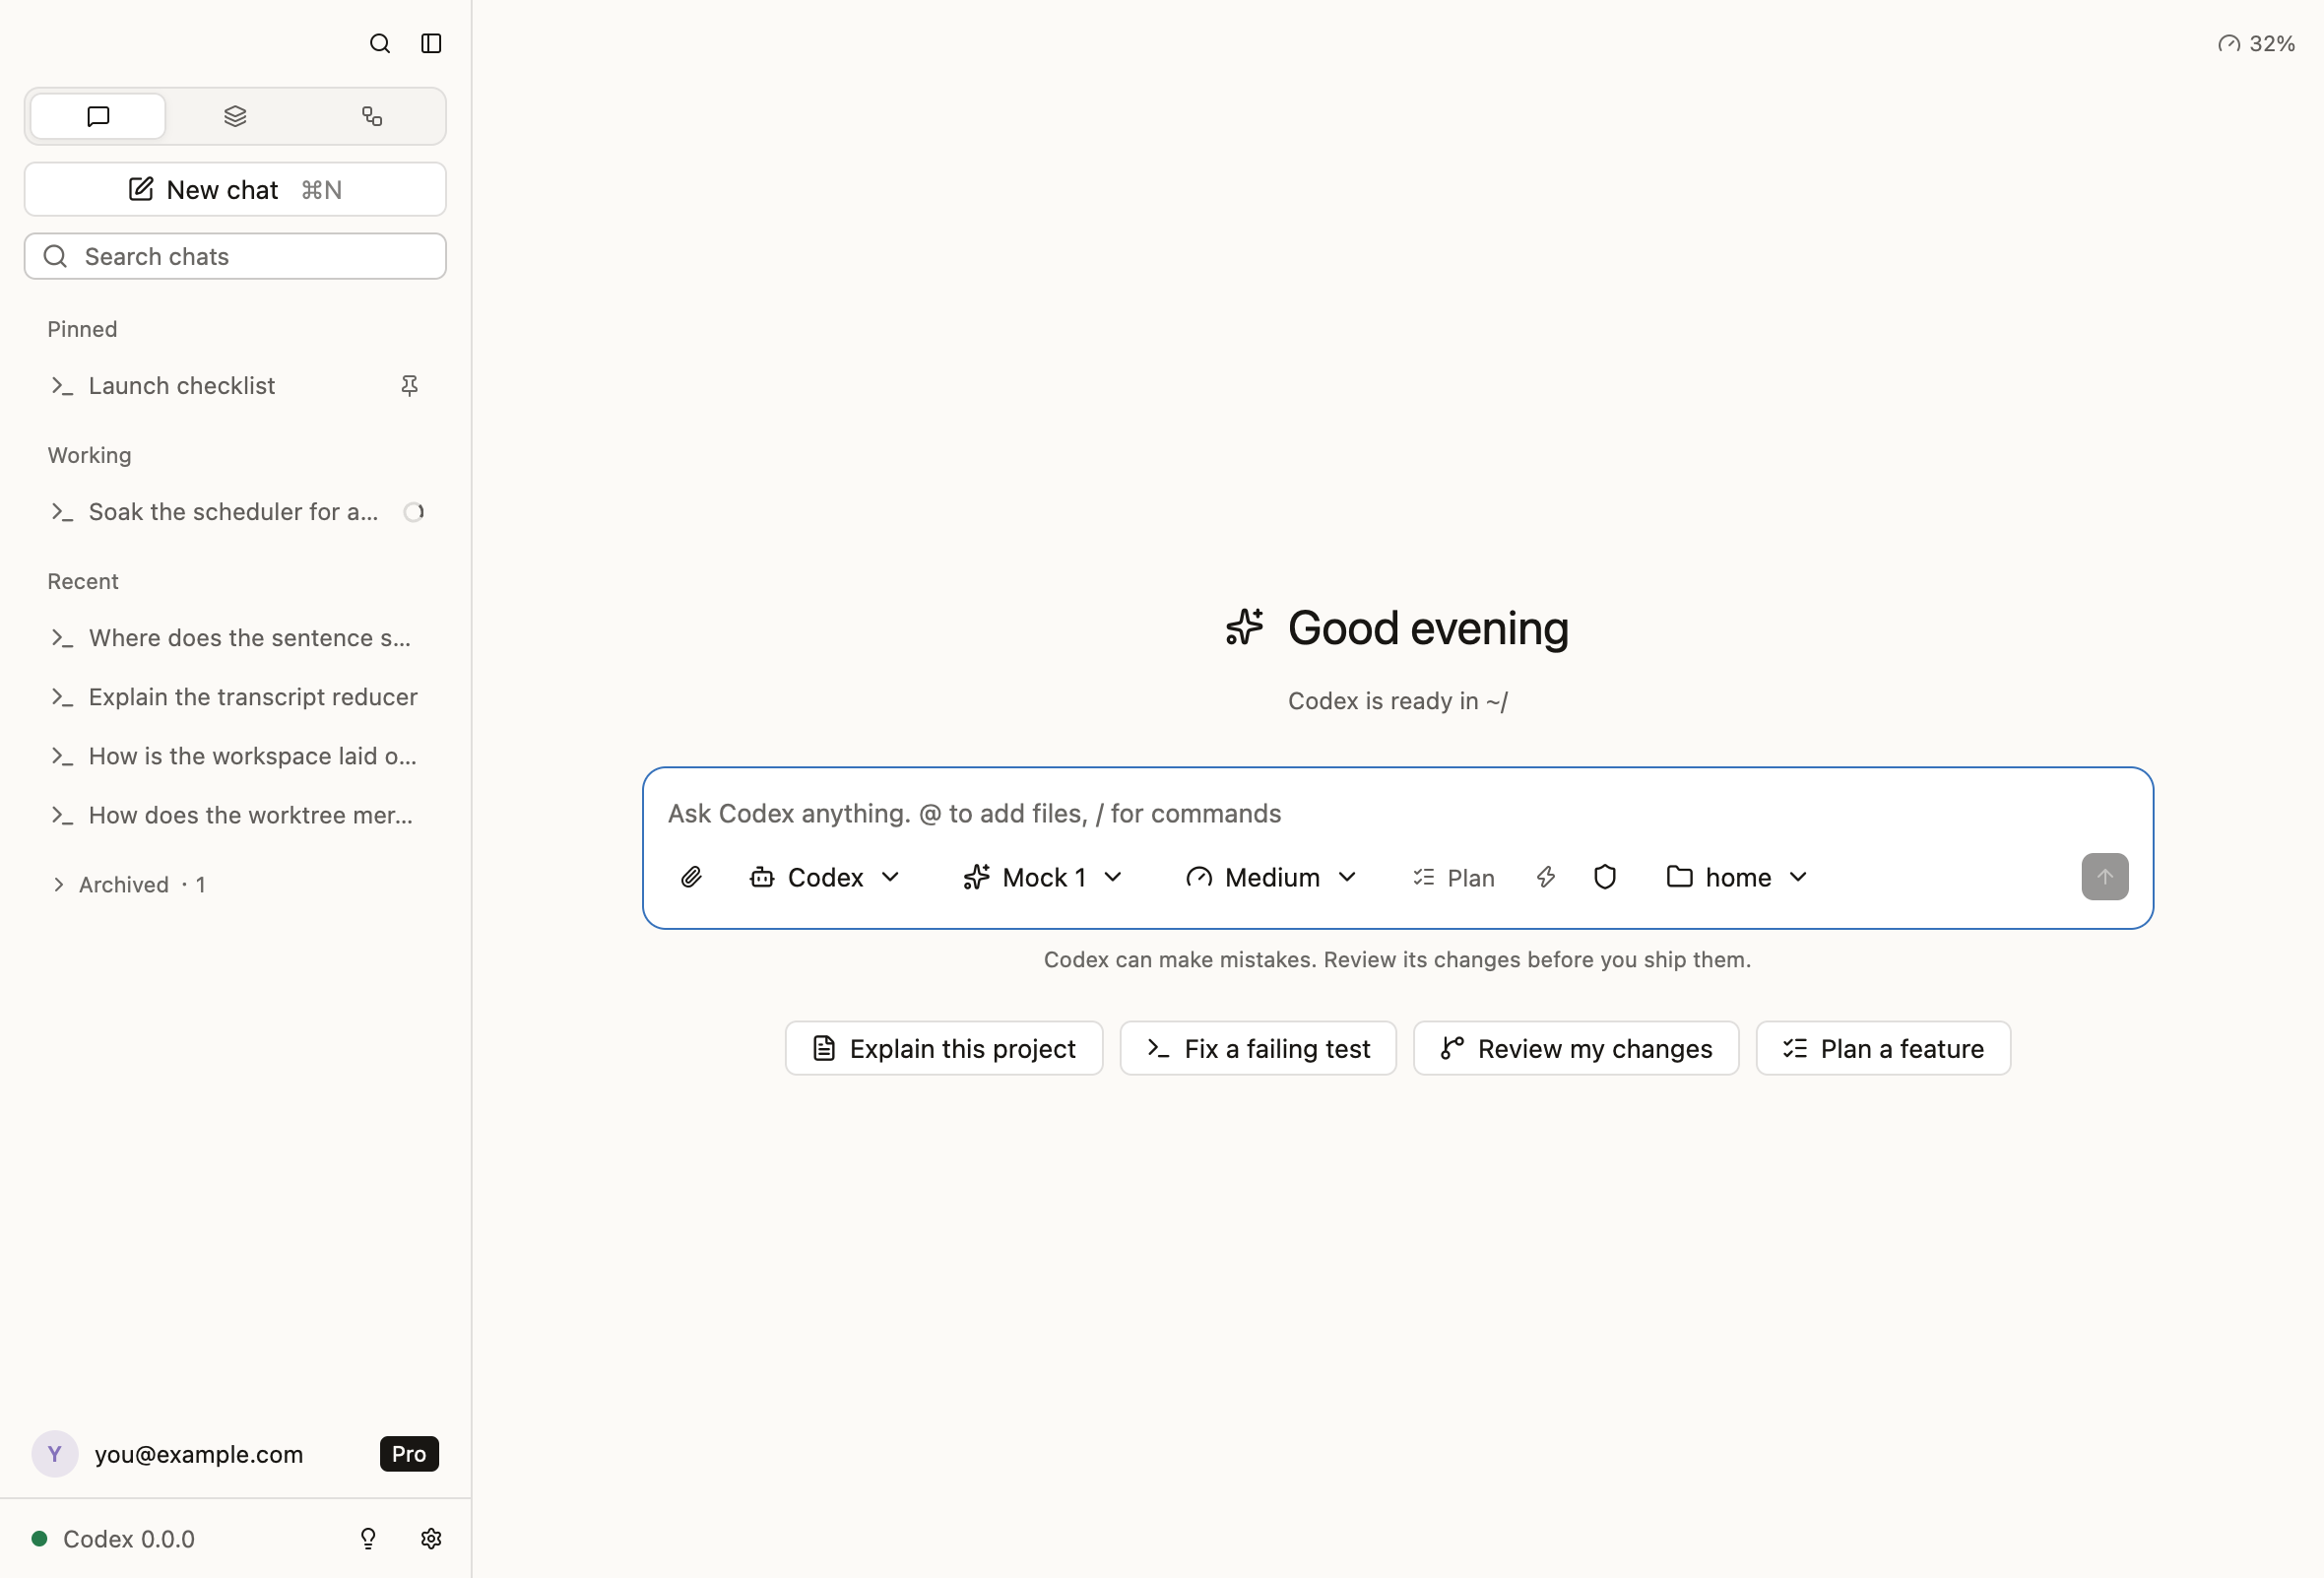 32%
New chat ⌘N
Search chats
Pinned
Launch checklist
Working
Soak the scheduler for a...
Recent
Where does the sentence s...
Explain the transcript reducer
How is the workspace laid o...
How does the worktree mer...
Archived · 1
Y you@example.com Pro
Codex 0.0.0
Good evening
Codex is ready in ~/
Ask Codex anything. @ to add files, / for commands
Codex Mock 1 Medium Plan home
Codex can make mistakes. Review its changes before you ship them.
Explain this project Fix a failing test Review my changes Plan a feature